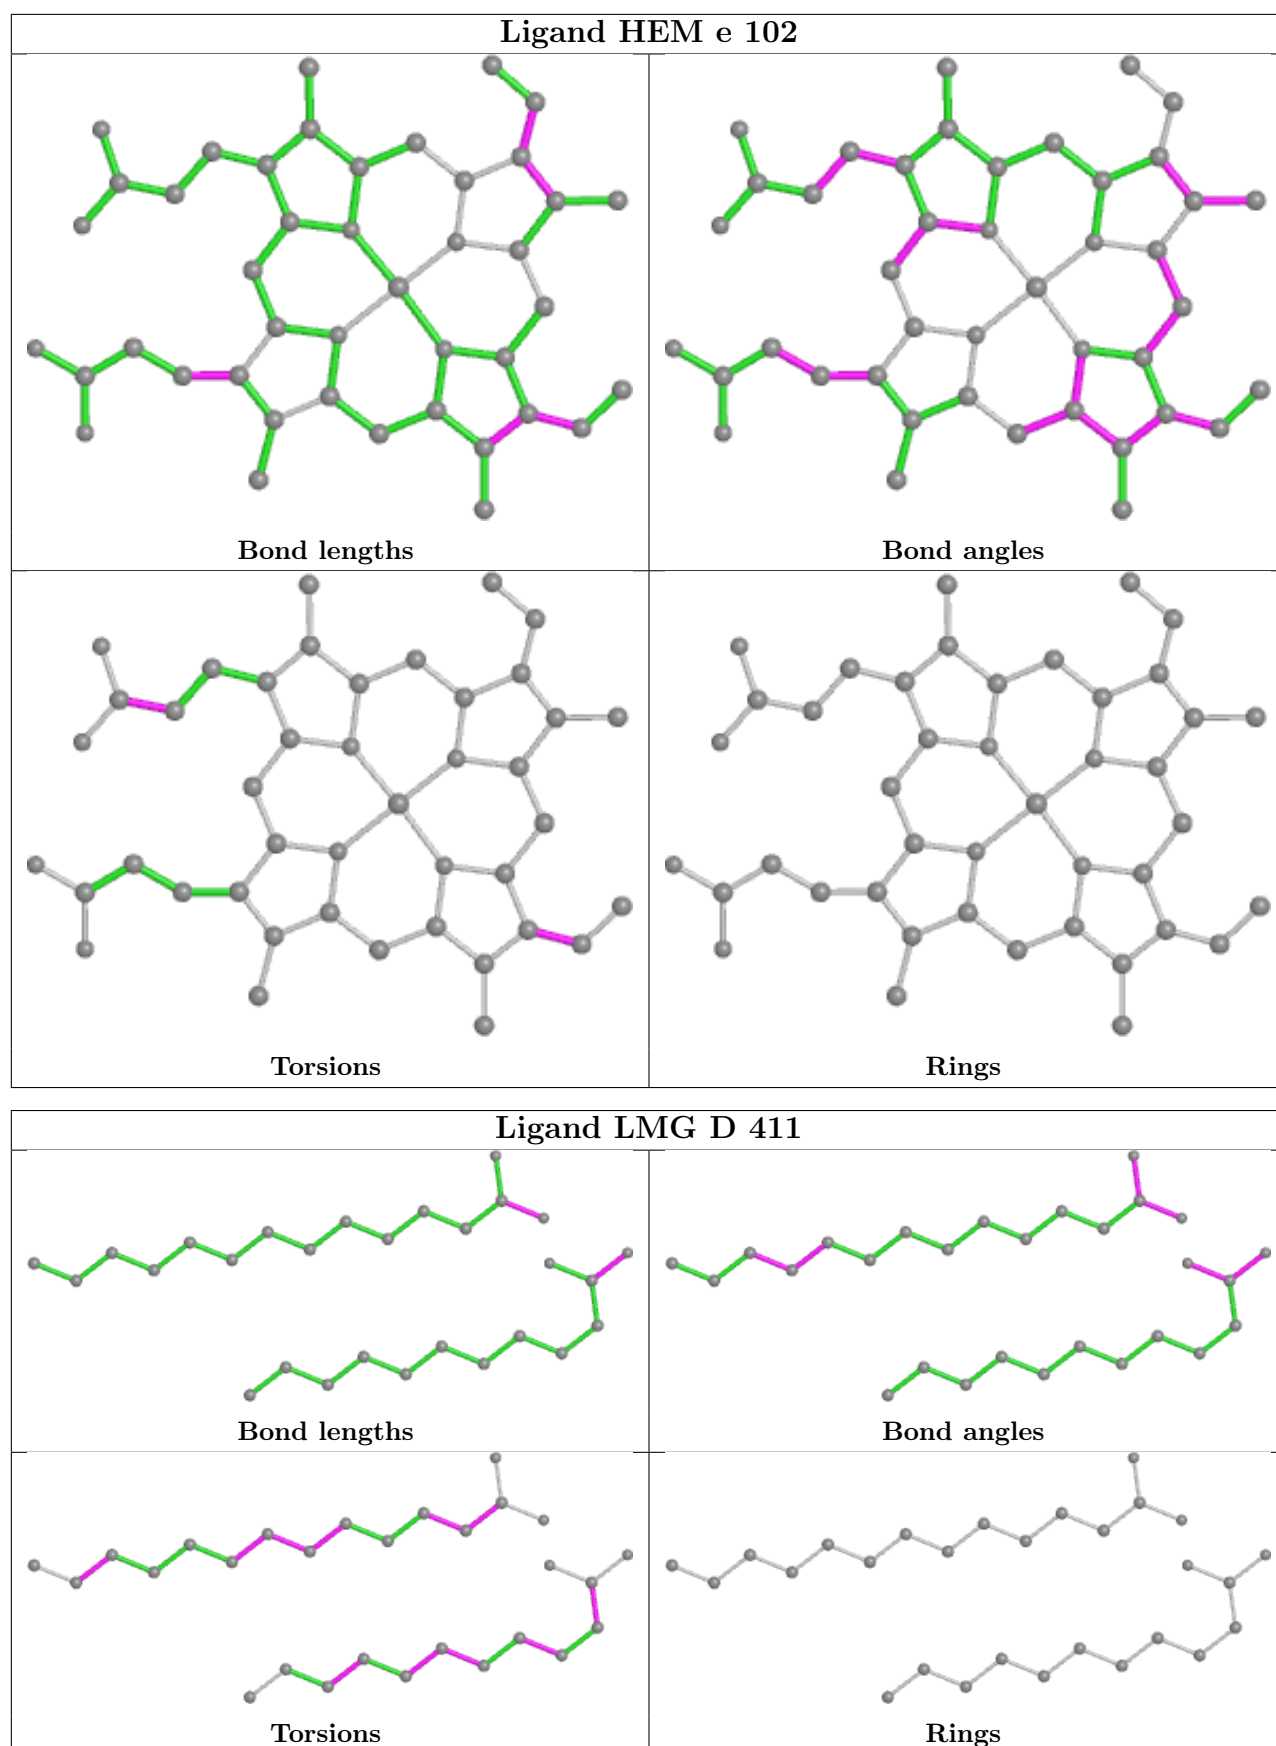 Ligand HEM e 102
Bond lengths
Bond angles
Torsions
Rings
Ligand LMG D 411
Bond lengths
Bond angles
Torsions
Rings